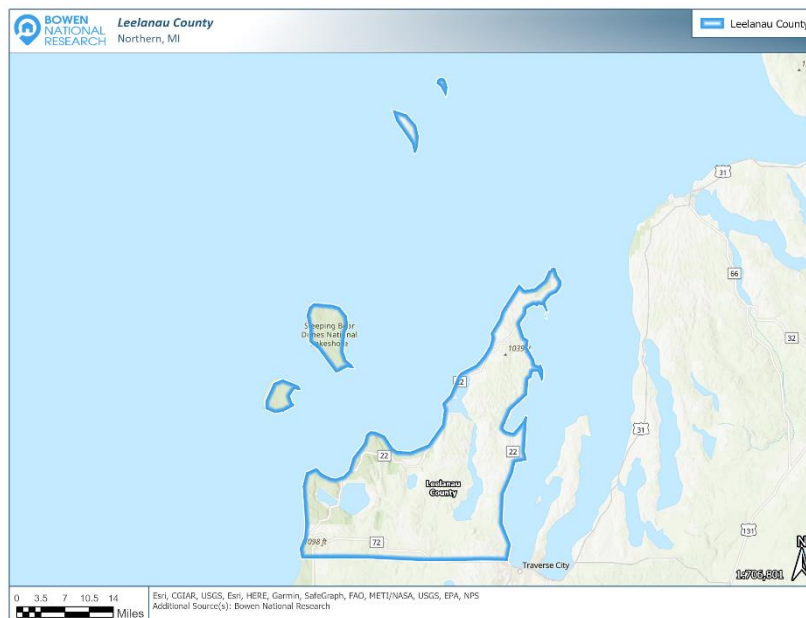 BOWEN
NATIONAL
RESEARCH
Leelanau County
Northern, MI
Leelanau County
31
66
Sleeping Bear
Dunes National
Lakeshore
1039 ft
32
22
31
22
22
Leelanau
County
131
1098 ft
72
N
Traverse City
1:706,801
0 3.5 7 10.5 14
Miles
Esri, CGIAR, USGS, Esri, HERE, Garmin, SafeGraph, FAO, METI/NASA, USGS, EPA, NPS
Additional Source(s): Bowen National Research